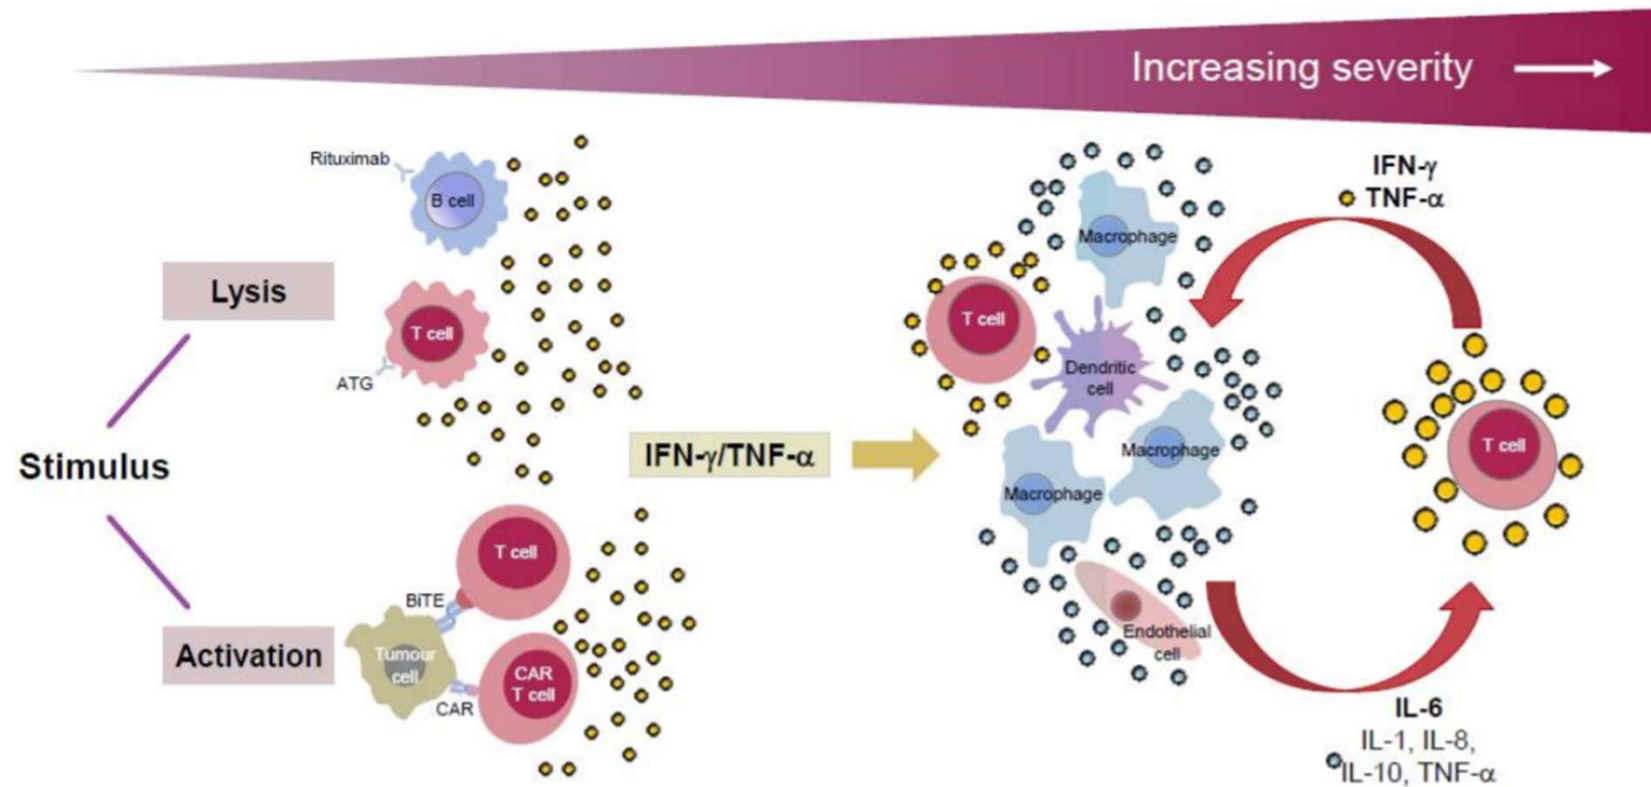 Increasing severity
Rituximab
B cell
Lysis
T cell
ATG
Stimulus
IFN-γ/TNF-α
Activation
T cell
BiTE
Tumour
cell
CAR
T cell
CAR
Macrophage
T cell
Dendritic
cell
Macrophage
Macrophage
Endothelial
cell
IFN-γ
TNF-α
T cell
IL-6
IL-1, IL-8,
IL-10, TNF-α